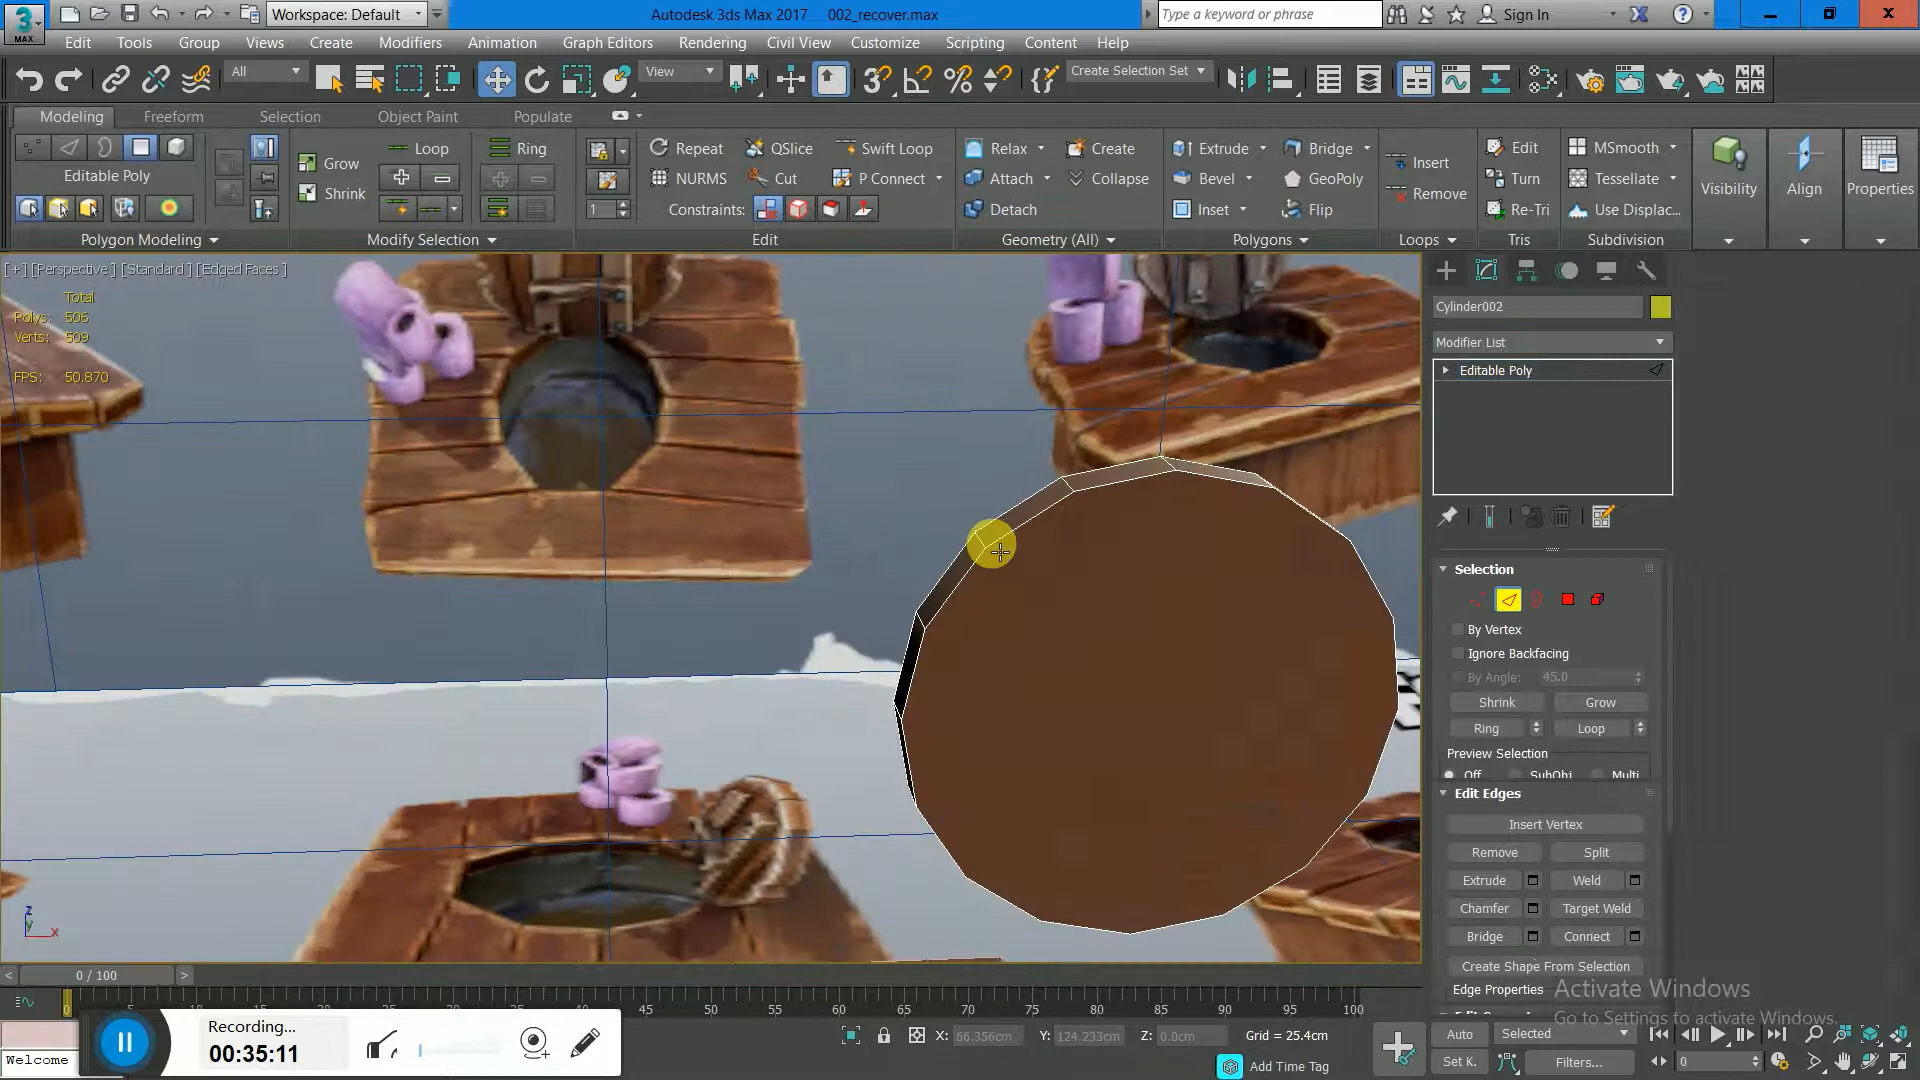 Workspace: Default
Autodesk 3ds Max 2017    002_recover.max
Type a keyword or phrase
Sign In
3
MAX
Edit Tools Group Views Create Modifiers Animation Graph Editors Rendering Civil View Customize Scripting Content Help
All
View
Create Selection Set
Modeling Freeform Selection Object Paint Populate
Editable Poly
Polygon Modeling
Grow
Shrink
Loop
Ring
Modify Selection
Repeat QSlice Swift Loop
NURMS Cut P Connect
1
Constraints:
Edit
Relax Create
Attach Collapse
Detach
Geometry (All)
Extrude Bridge
Bevel GeoPoly
Inset Flip
Polygons
Insert
Remove
Loops
Edit
Turn
Re-Tri
Tris
MSmooth
Tessellate
Use Displac...
Subdivision
Visibility
Align
Properties
[+] [Perspective ] [Standard ] [Edged Faces ]
Total
Polys: 506
Verts: 509
FPS: 50.870
Cylinder002
Modifier List
Editable Poly
Selection
By Vertex
Ignore Backfacing
By Angle: 45.0
Shrink Grow
Ring Loop
Preview Selection
Off SubObj Multi
Edit Edges
Insert Vertex
Remove Split
Extrude Weld
Chamfer Target Weld
Bridge Connect
Create Shape From Selection
Edge Properties
Activate Windows
Go to Settings to activate Windows.
z
y
x
< 0 / 100 >
45 50 55 60 65 70 75 80 85 90 95 100
Recording...
00:35:11
Welcome
X: 66.356cm Y: 124.233cm Z: 0.0cm Grid = 25.4cm
Add Time Tag
Auto Selected
Set K. Filters...
0